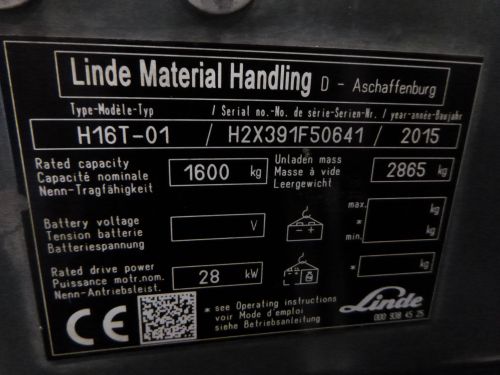 Linde Material Handling D - Aschaffenburg
Type-Modèle-Typ / Serial no.-No. de série-Serien-Nr. / year-année-Baujahr
H16T-01 / H2X391F50641 / 2015
Rated capacity
Capacité nominale
Nenn-Tragfähigkeit
1600 kg
Unladen mass
Masse à vide
Leergewicht
2865 kg
Battery voltage
Tension batterie
Batteriespannung
V
- +
max.
*
min.
kg
kg
Rated drive power
Puissance motr.nom.
Nenn-Antriebsleist.
28 kW
L
* kg
CE
* see Operating instructions
voir Mode d'emploi
siehe Betriebsanleitung
Linde
000 938 45 25